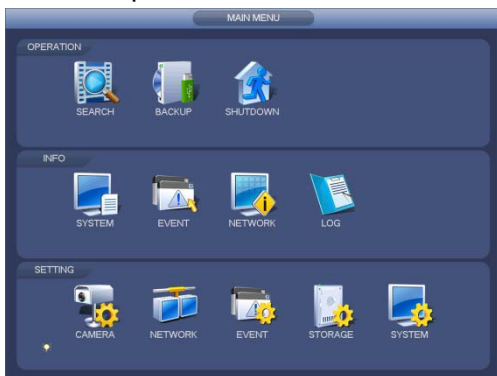 MAIN MENU
OPERATION
SEARCH BACKUP SHUTDOWN
INFO
SYSTEM EVENT NETWORK LOG
SETTING
CAMERA NETWORK EVENT STORAGE SYSTEM